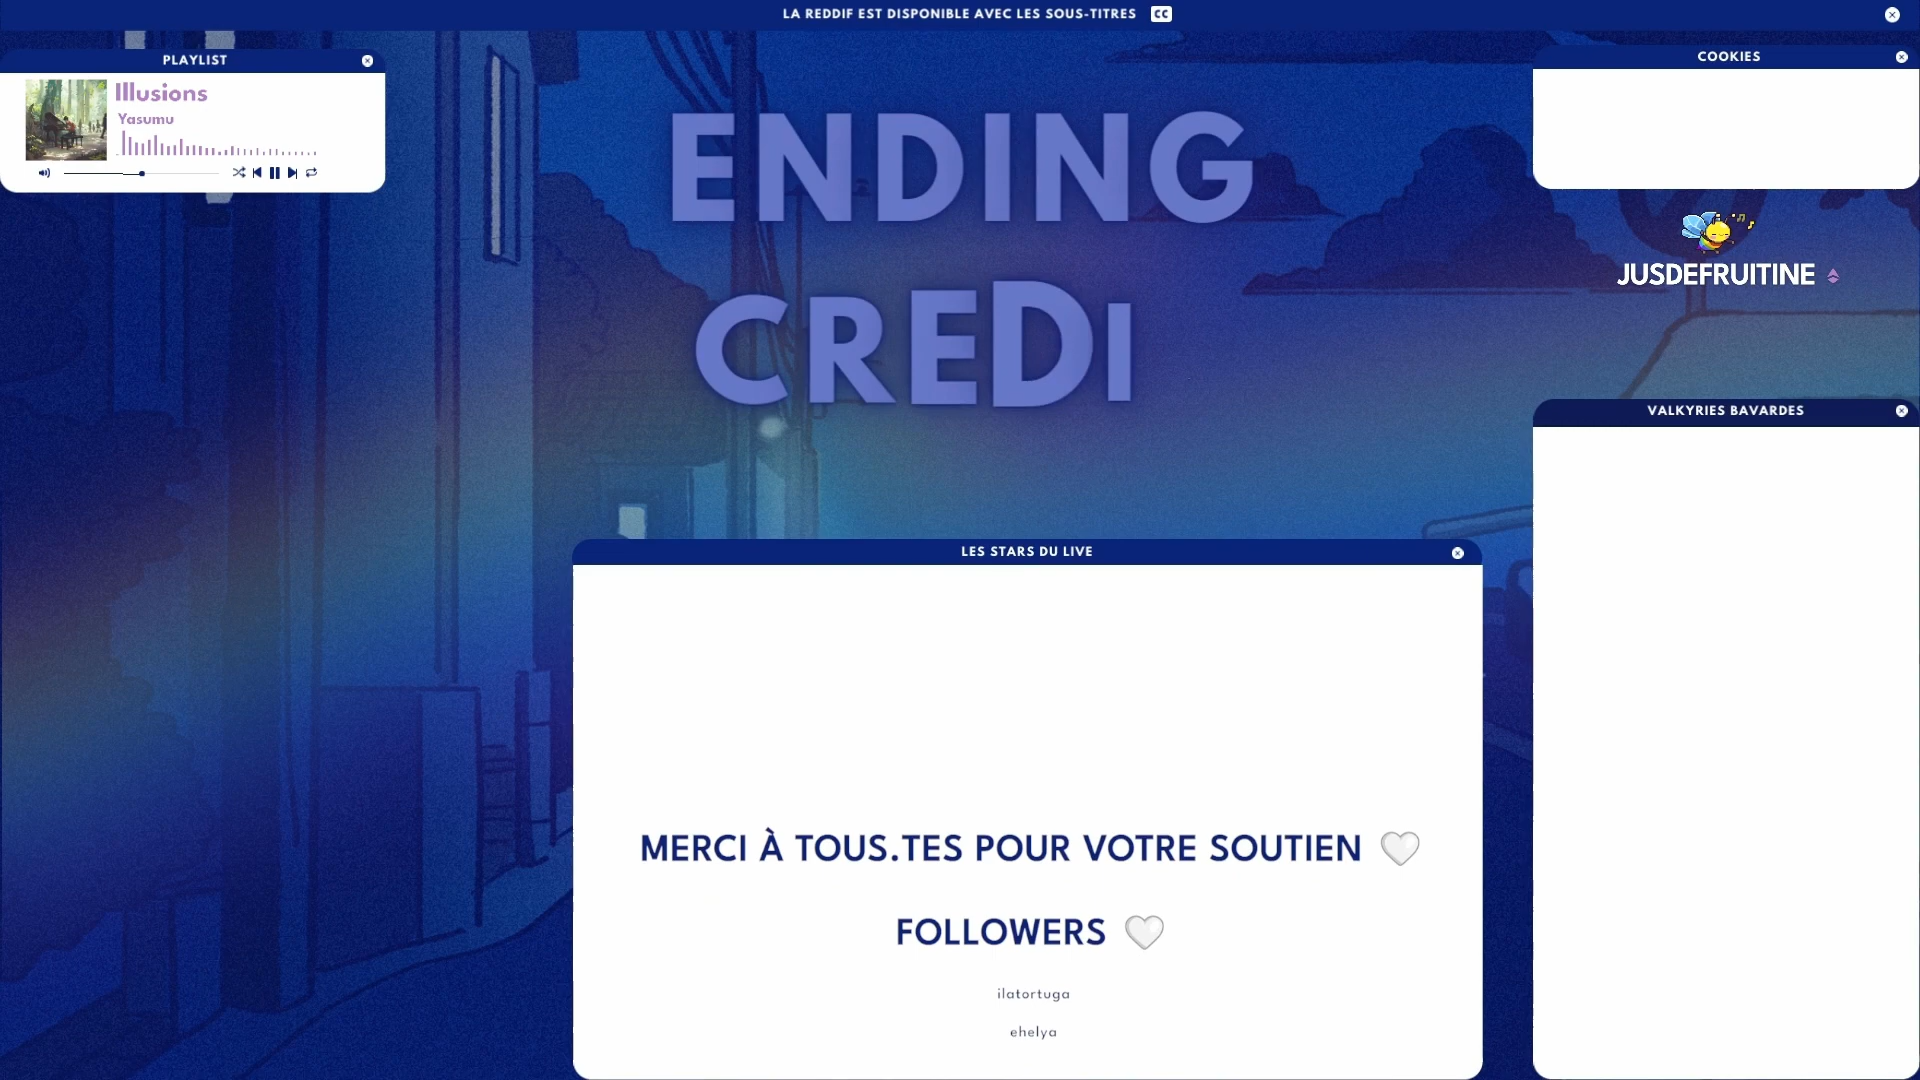 LA REDDIF EST DISPONIBLE AVEC LES SOUS-TITRES CC
PLAYLIST
Illusions
Yasumu
ENDING
CREDI
COOKIES
JUSDEFRUITINE
VALKYRIES BAVARDES
LES STARS DU LIVE
MERCI À TOUS.TES POUR VOTRE SOUTIEN
FOLLOWERS
ilatortuga
ehelya